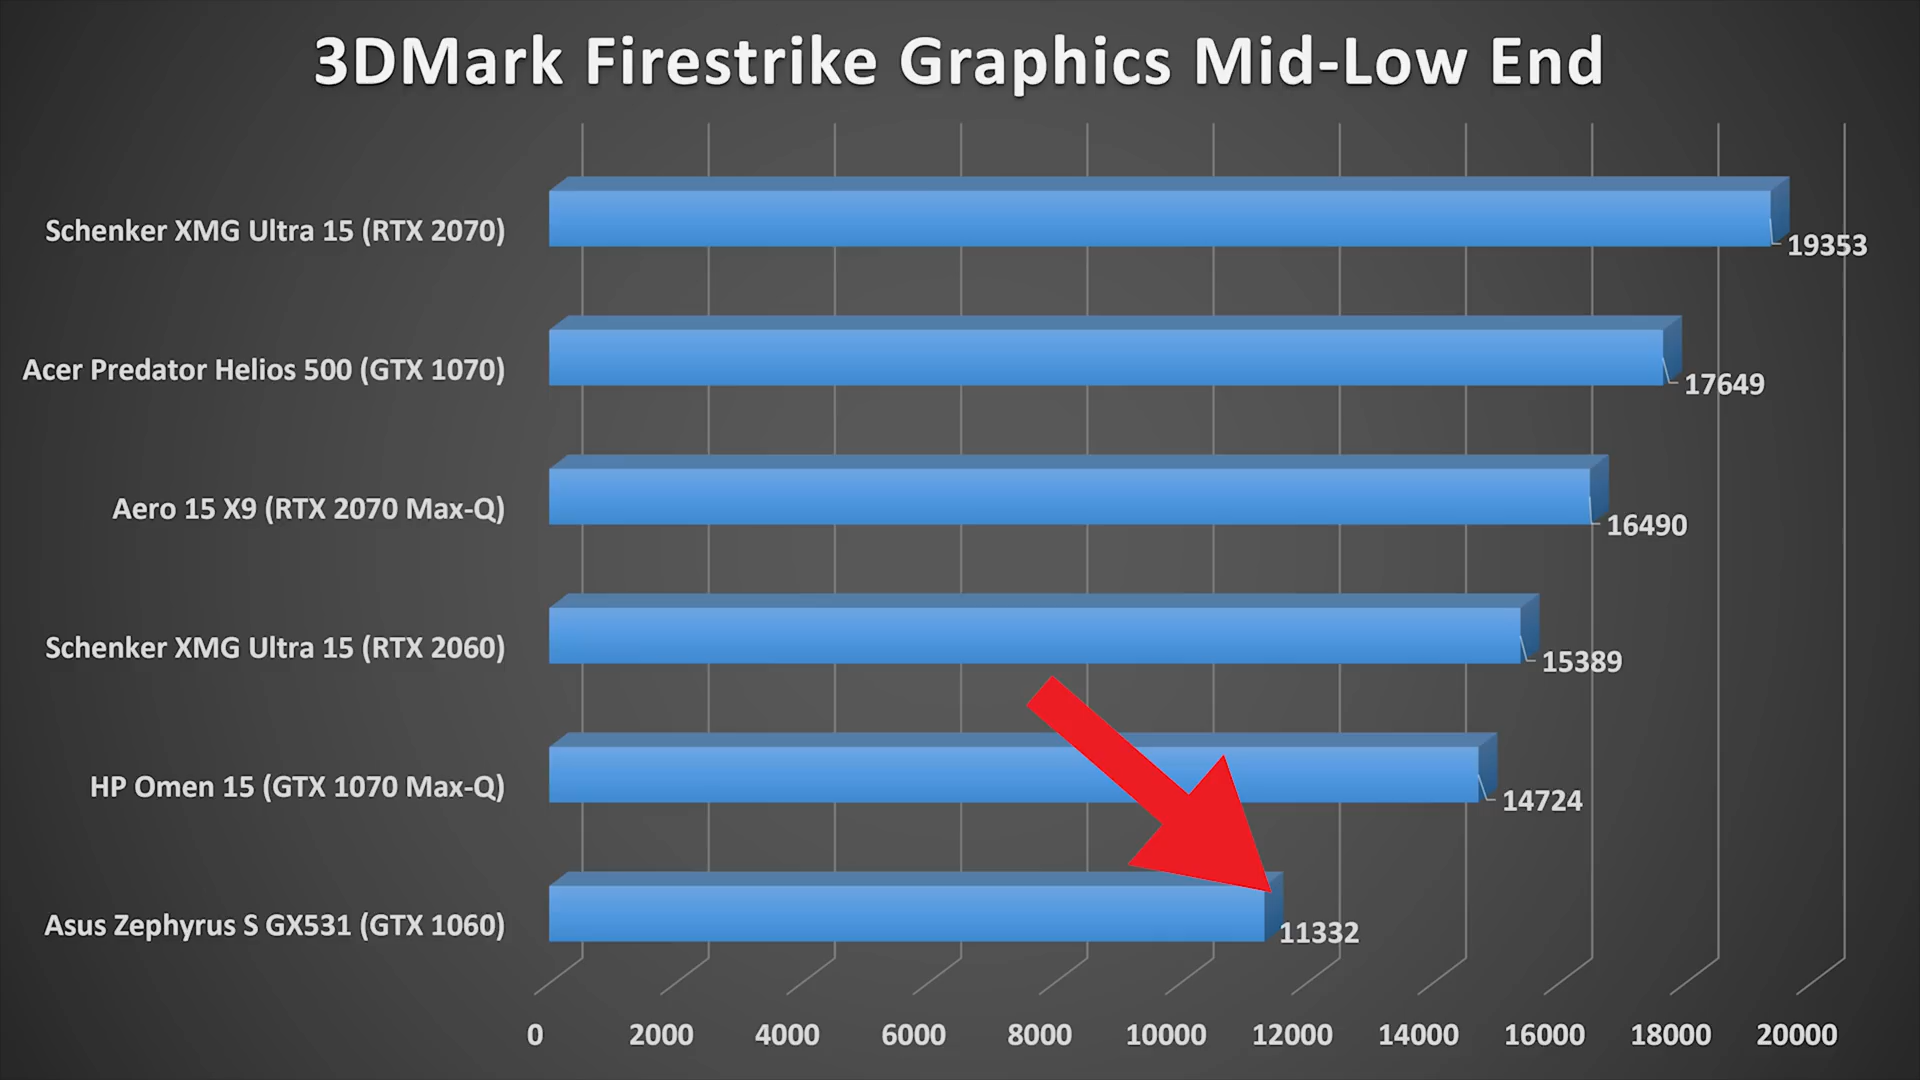 3DMark Firestrike Graphics Mid-Low End
Schenker XMG Ultra 15 (RTX 2070)
19353
Acer Predator Helios 500 (GTX 1070)
17649
Aero 15 X9 (RTX 2070 Max-Q)
16490
Schenker XMG Ultra 15 (RTX 2060)
15389
HP Omen 15 (GTX 1070 Max-Q)
14724
Asus Zephyrus S GX531 (GTX 1060)
11332
0 2000 4000 6000 8000 10000 12000 14000 16000 18000 20000